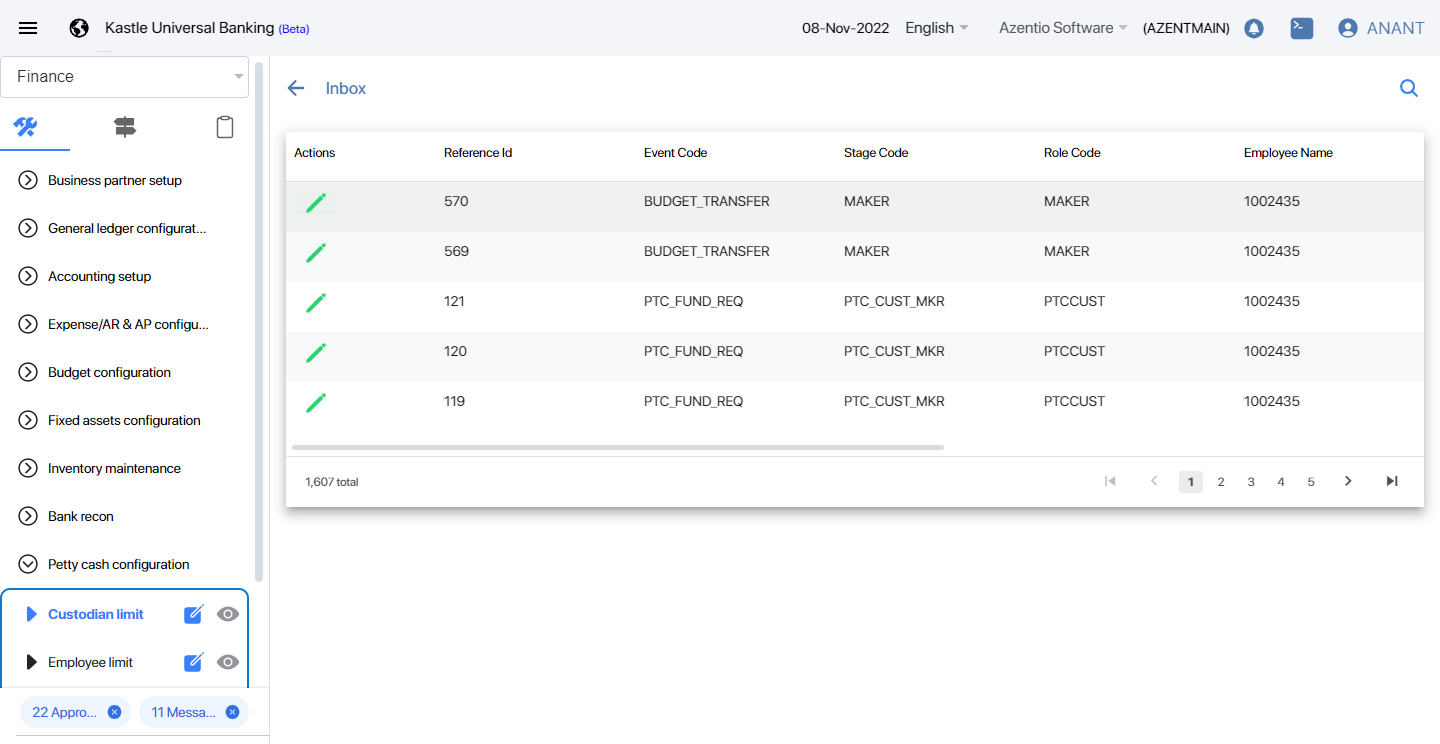 Kastle Universal Banking (Beta)
08-Nov-2022 English Azentio Software (AZENTMAIN) ANANT
Finance
Business partner setup
General ledger configurat...
Accounting setup
Expense/AR & AP configu...
Budget configuration
Fixed assets configuration
Inventory maintenance
Bank recon
Petty cash configuration
Custodian limit
Employee limit
22 Appro...
11 Messa...
Inbox
Actions Reference Id Event Code Stage Code Role Code Employee Name
570 BUDGET_TRANSFER MAKER MAKER 1002435
569 BUDGET_TRANSFER MAKER MAKER 1002435
121 PTC_FUND_REQ PTC_CUST_MKR PTCCUST 1002435
120 PTC_FUND_REQ PTC_CUST_MKR PTCCUST 1002435
119 PTC_FUND_REQ PTC_CUST_MKR PTCCUST 1002435
1,607 total 1 2 3 4 5